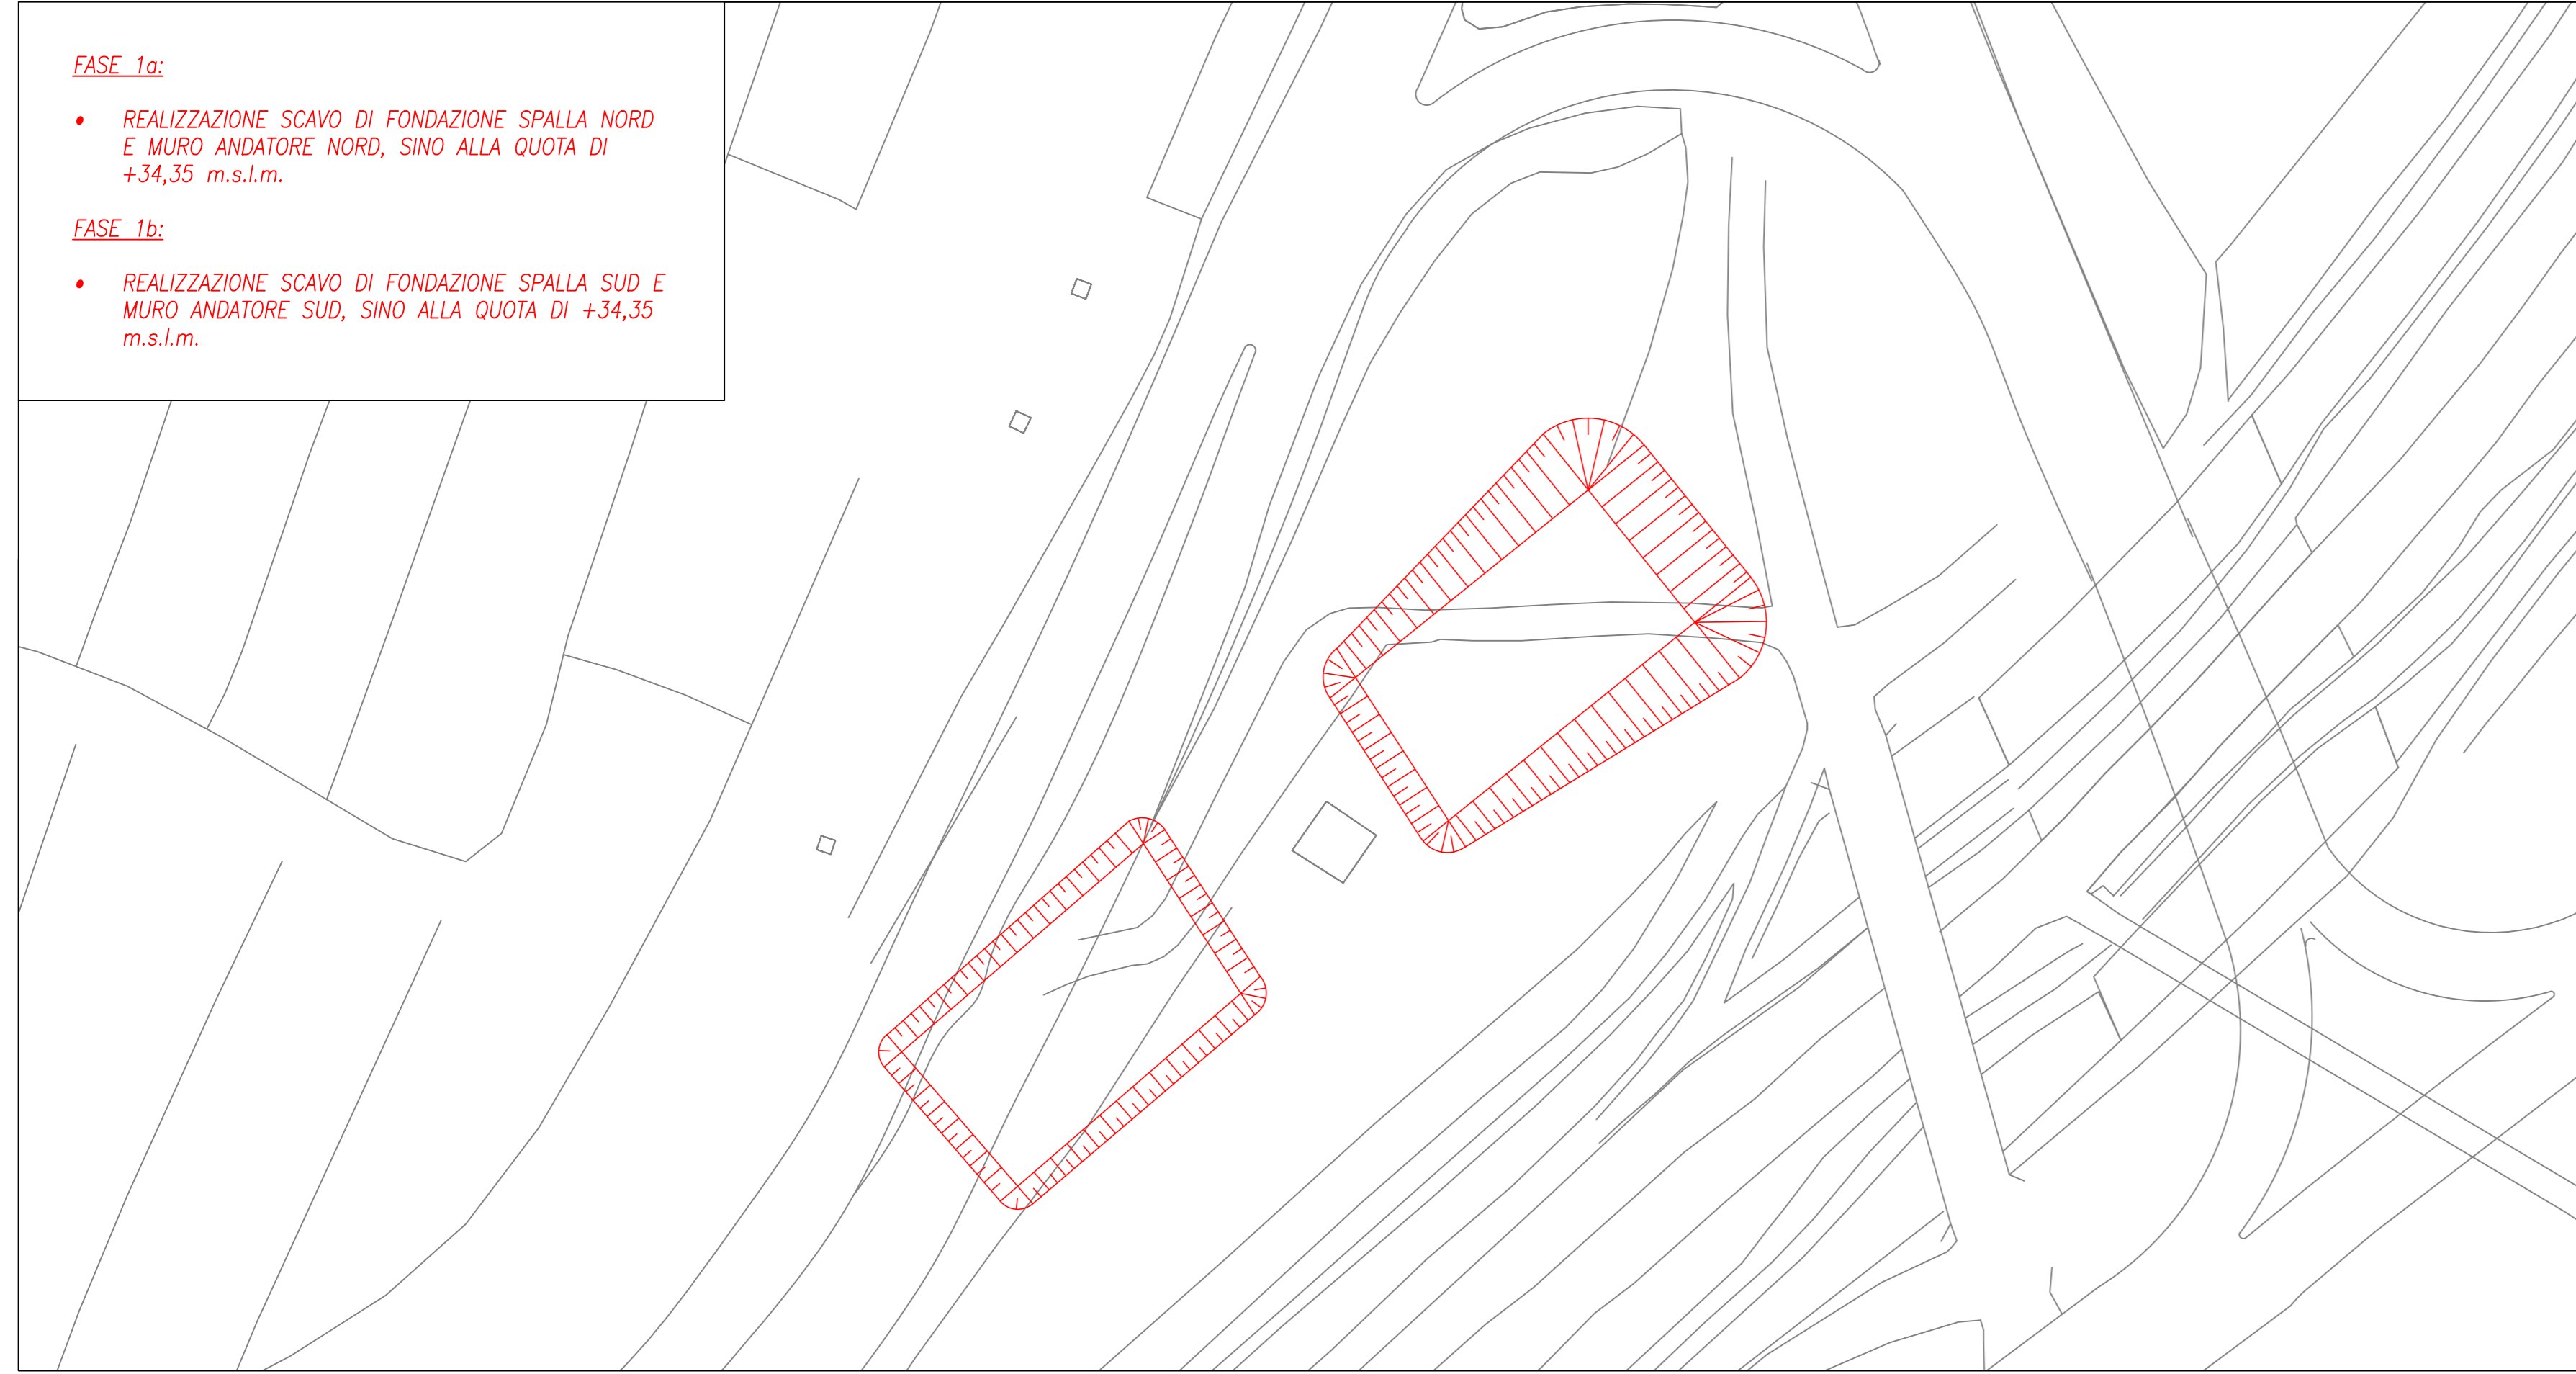 FASE 1a:
• REALIZZAZIONE SCAVO DI FONDAZIONE SPALLA NORD
E MURO ANDATORE NORD, SINO ALLA QUOTA DI
+34,35 m.s.l.m.
FASE 1b:
• REALIZZAZIONE SCAVO DI FONDAZIONE SPALLA SUD E
MURO ANDATORE SUD, SINO ALLA QUOTA DI +34,35
m.s.l.m.